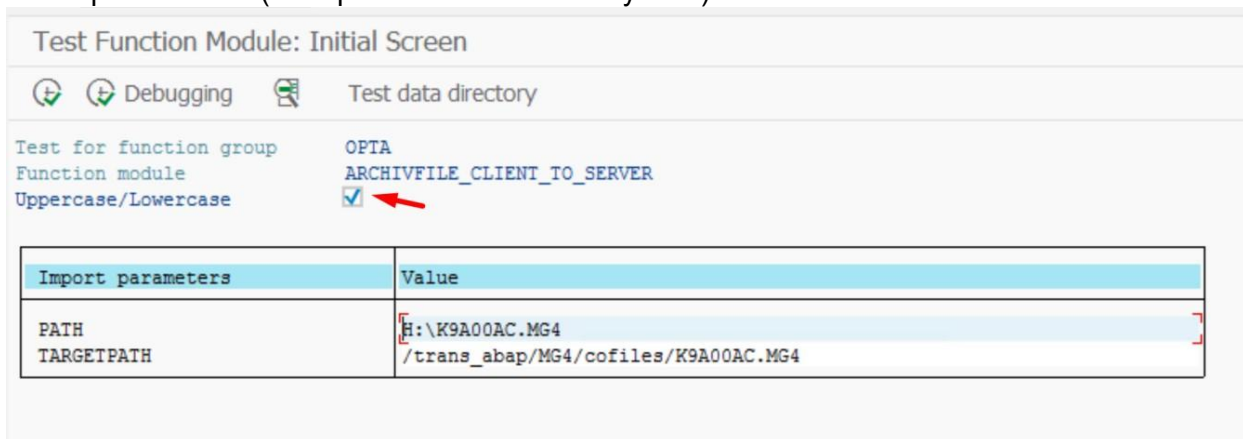 Test Function Module: Initial Screen
Debugging Test data directory
Test for function group OPTA
Function module ARCHIVFILE_CLIENT_TO_SERVER
Uppercase/Lowercase
Import parameters Value
PATH H:\K9A00AC.MG4
TARGETPATH /trans_abap/MG4/cofiles/K9A00AC.MG4